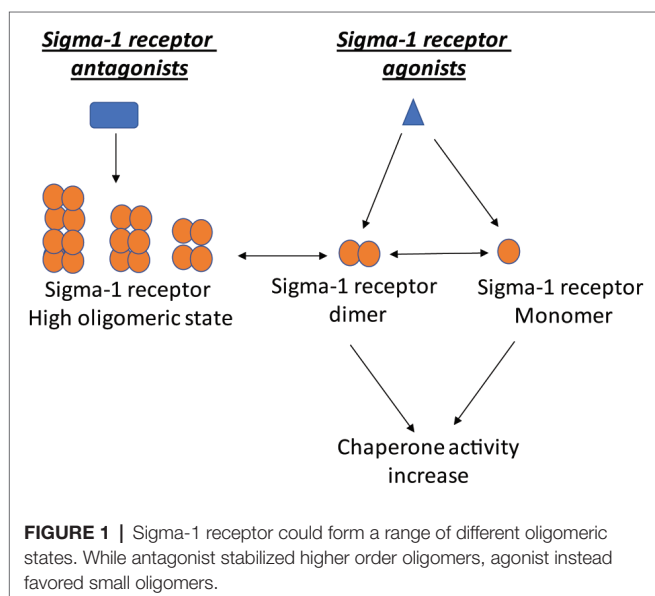 Sigma-1 receptor
antagonists
Sigma-1 receptor
agonists
Sigma-1 receptor
High oligomeric state
Sigma-1 receptor
dimer
Sigma-1 receptor
Monomer
Chaperone activity
increase
FIGURE 1 | Sigma-1 receptor could form a range of different oligomeric
states. While antagonist stabilized higher order oligomers, agonist instead
favored small oligomers.